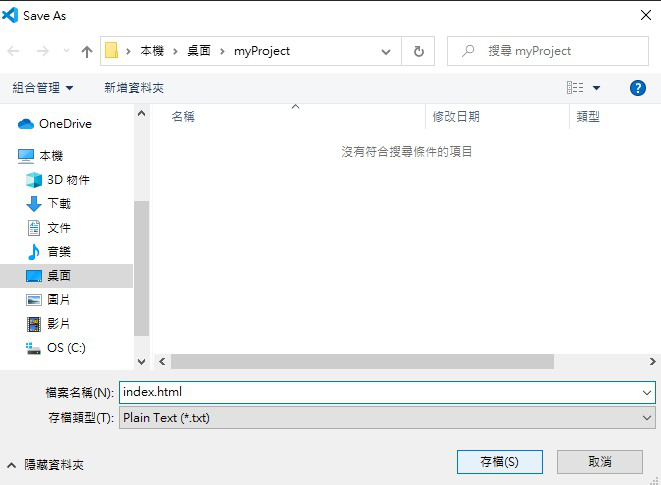 Save As
本機 > 桌面 > myProject
搜尋 myProject
組合管理 新增資料夾
名稱 修改日期 類型
沒有符合搜尋條件的項目
OneDrive
本機
3D 物件
下載
文件
音樂
桌面
圖片
影片
OS (C:)
檔案名稱(N): index.html
存檔類型(T): Plain Text (*.txt)
隱藏資料夾 存檔(S) 取消